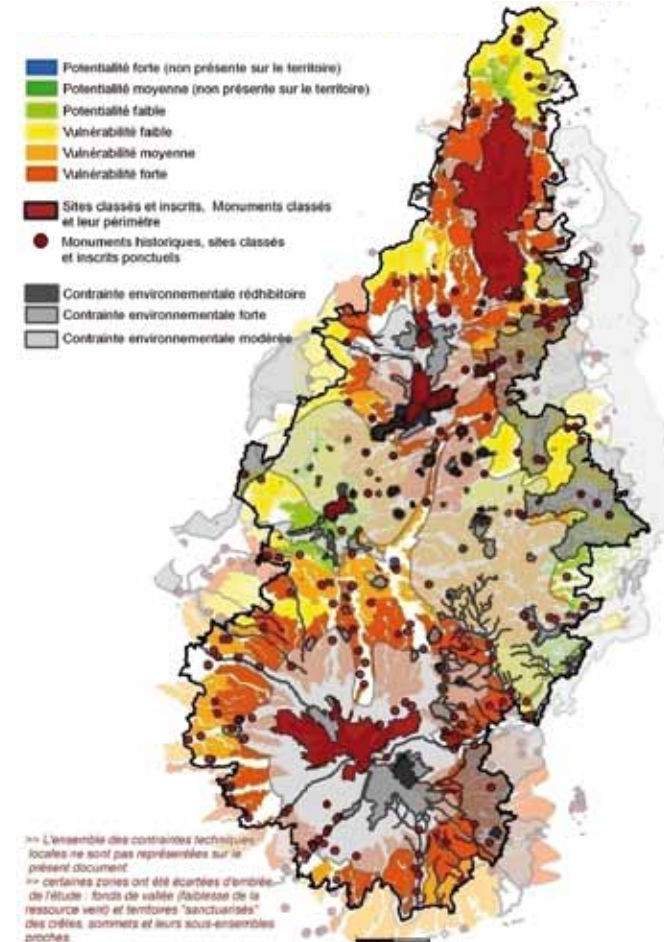 Potentialité forte (non présente sur le territoire)
Potentialité moyenne (non présente sur le territoire)
Potentialité faible
Vulnérabilité faible
Vulnérabilité moyenne
Vulnérabilité forte
Sites classés et inscrits, Monuments classés
et leur périmètre
Monuments historiques, sites classés
et inscrits ponctuels
Contrainte environnementale rédhibitoire
Contrainte environnementale forte
Contrainte environnementale modérée
>> L'ensemble des contraintes techniques
locales ne sont pas représentées sur le
présent document
>> certaines zones ont été écartées d'embrée
de l'étude : fonds de vallée (faiblesse de la
ressource vent) et territoires "sanctuarisés"
des crêtes, sommets et leurs sous-ensembles
proches.